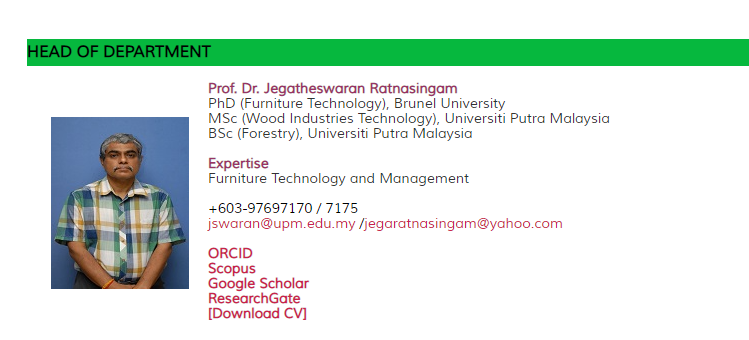 HEAD OF DEPARTMENT
Prof. Dr. Jegatheswaran Ratnasingam
PhD (Furniture Technology), Brunel University
MSc (Wood Industries Technology), Universiti Putra Malaysia
BSc (Forestry), Universiti Putra Malaysia
Expertise
Furniture Technology and Management
+603-97697170 / 7175
jswaran@upm.edu.my /jegaratnasingam@yahoo.com
ORCID
Scopus
Google Scholar
ResearchGate
[Download CV]